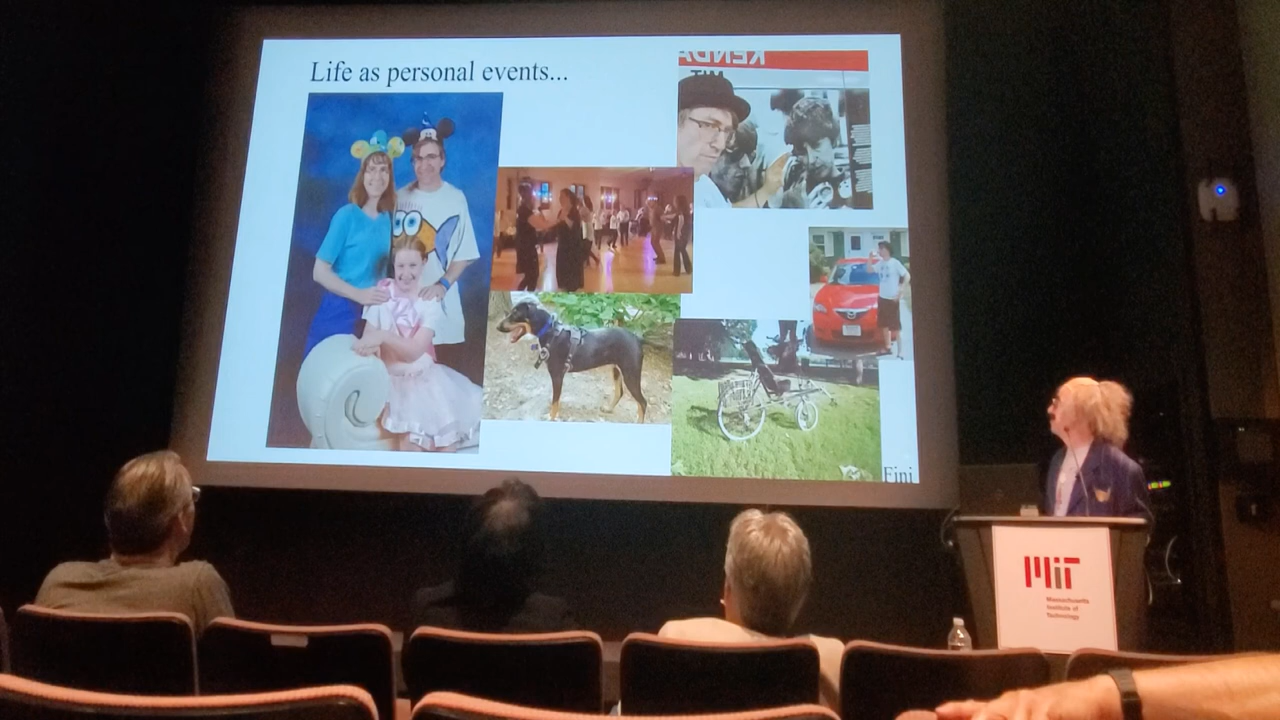 Life as personal events...
KENDA
MIT
Fini
MIT
Massachusetts
Institute of
Technology